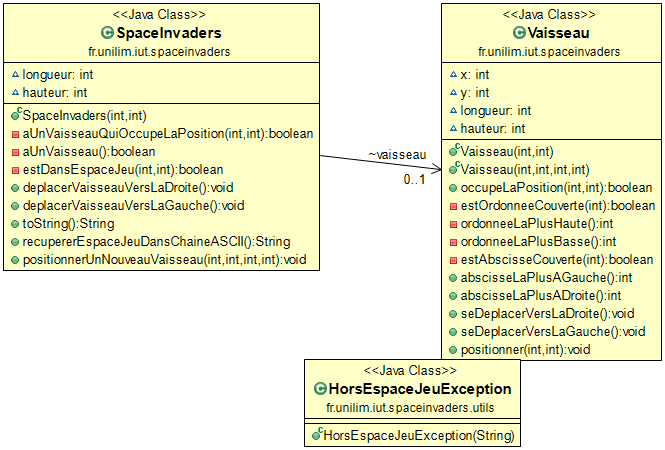 <<Java Class>>
SpaceInvaders
fr.unilim.iut.spaceinvaders
longueur: int
hauteur: int
SpaceInvaders(int,int)
aUnVaisseauQuiOccupeLaPosition(int,int):boolean
aUnVaisseau():boolean
estDansEspaceJeu(int,int):boolean
deplacerVaisseauVersLaDroite():void
deplacerVaisseauVersLaGauche():void
toString():String
recupererEspaceJeuDansChaineASCII():String
positionnerUnNouveauVaisseau(int,int,int,int):void
~vaisseau
0..1
<<Java Class>>
Vaisseau
fr.unilim.iut.spaceinvaders
x: int
y: int
longueur: int
hauteur: int
Vaisseau(int,int)
Vaisseau(int,int,int,int)
occupeLaPosition(int,int):boolean
estOrdonneeCouverte(int):boolean
ordonneeLaPlusHaute():int
ordonneeLaPlusBasse():int
estAbscisseCouverte(int):boolean
abscisseLaPlusAGauche():int
abscisseLaPlusADroite():int
seDeplacerVersLaDroite():void
seDeplacerVersLaGauche():void
positionner(int,int):void
<<Java Class>>
HorsEspaceJeuException
fr.unilim.iut.spaceinvaders.utils
HorsEspaceJeuException(String)